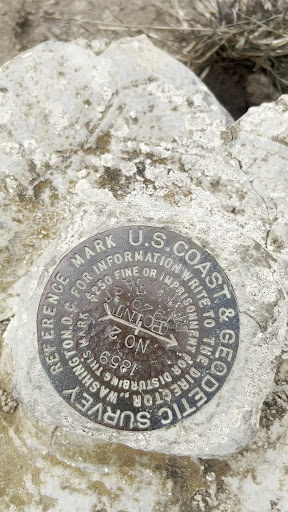 U.S. COAST & GEODETIC SURVEY
REFERENCE MARK
FOR INFORMATION WRITE TO THE DIRECTOR, WASHINGTON, D.C.
$250 FINE OR IMPRISONMENT FOR DISTURBING THIS MARK.
NO 2
1859